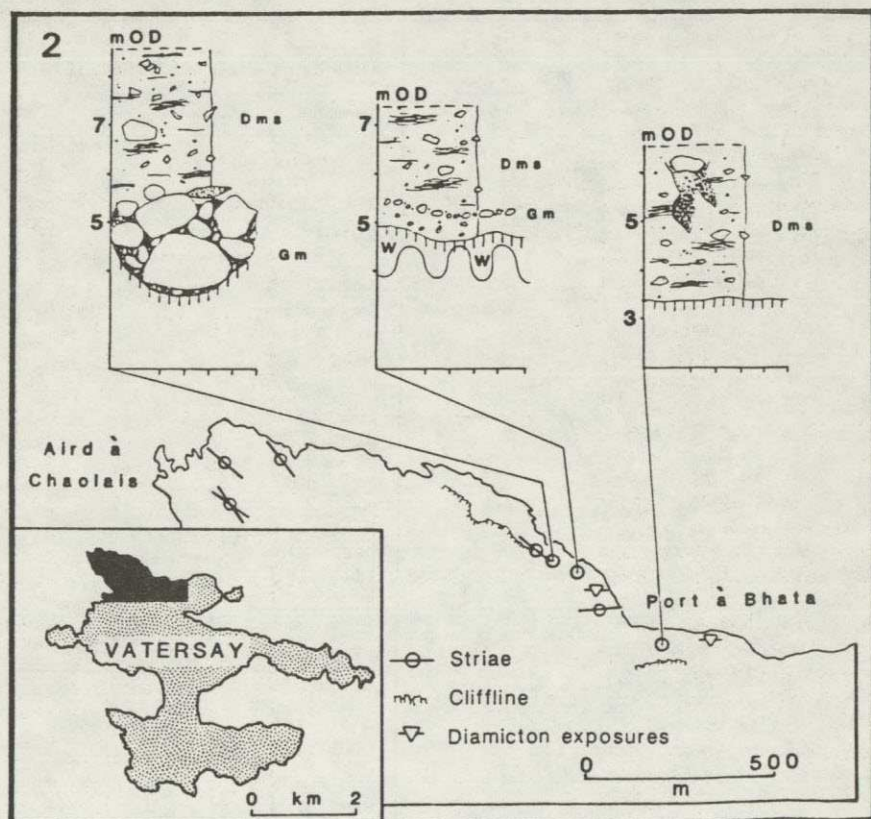 2
mOD
7
Dms
5
Gm
mOD
7
Dms
Gm
5
W W
mOD
5
Dms
3
Aird à
Chaolais
Port à Bhata
VATERSAY
0 km 2
Striae
Cliffline
Diamicton exposures
0 500
m